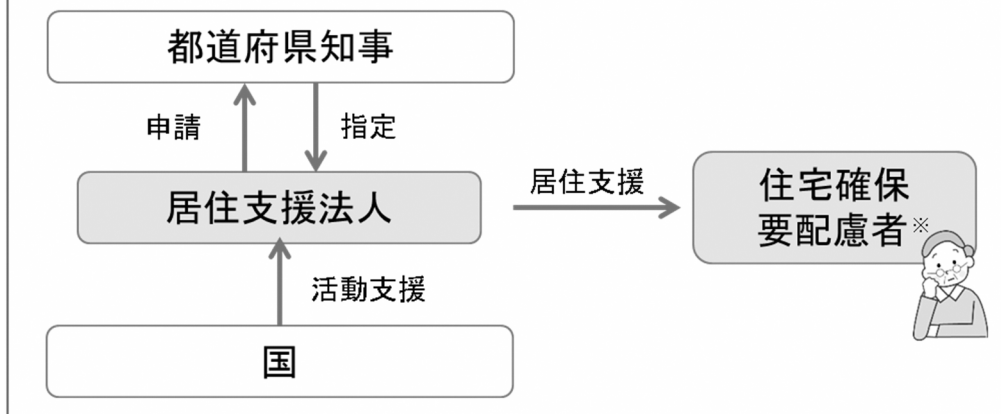 都道府県知事
申請
指定
居住支援法人
居住支援
住宅確保
要配慮者※
活動支援
国